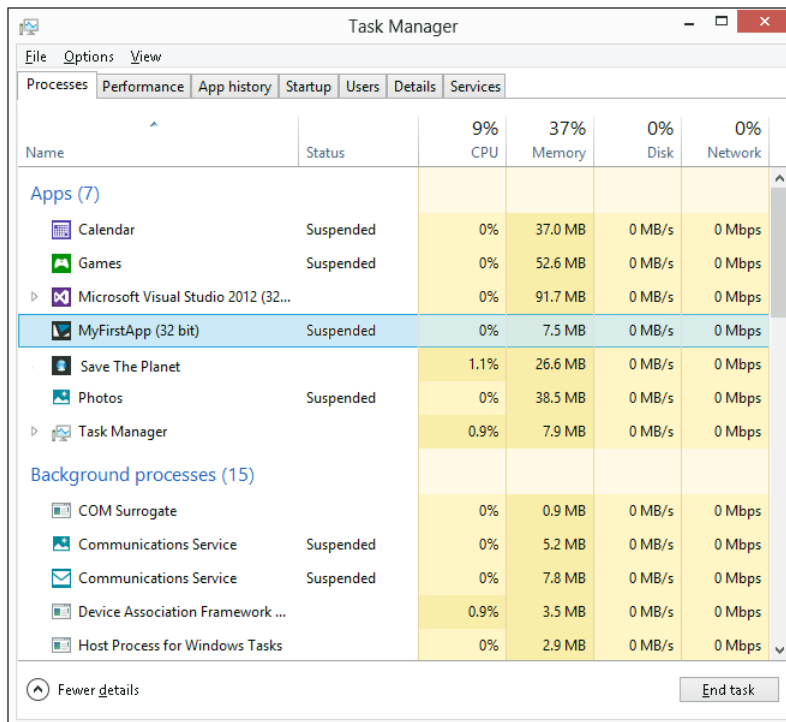 Task Manager
File Options View
Processes Performance App history Startup Users Details Services
9% 37% 0% 0%
Name Status CPU Memory Disk Network
Apps (7)
Calendar Suspended 0% 37.0 MB 0 MB/s 0 Mbps
Games Suspended 0% 52.6 MB 0 MB/s 0 Mbps
Microsoft Visual Studio 2012 (32... 0% 91.7 MB 0 MB/s 0 Mbps
MyFirstApp (32 bit) Suspended 0% 7.5 MB 0 MB/s 0 Mbps
Save The Planet 1.1% 26.6 MB 0 MB/s 0 Mbps
Photos Suspended 0% 38.5 MB 0 MB/s 0 Mbps
Task Manager 0.9% 7.9 MB 0 MB/s 0 Mbps
Background processes (15)
COM Surrogate 0% 0.9 MB 0 MB/s 0 Mbps
Communications Service Suspended 0% 5.2 MB 0 MB/s 0 Mbps
Communications Service Suspended 0% 7.8 MB 0 MB/s 0 Mbps
Device Association Framework ... 0.9% 3.5 MB 0 MB/s 0 Mbps
Host Process for Windows Tasks 0% 2.9 MB 0 MB/s 0 Mbps
Fewer details End task